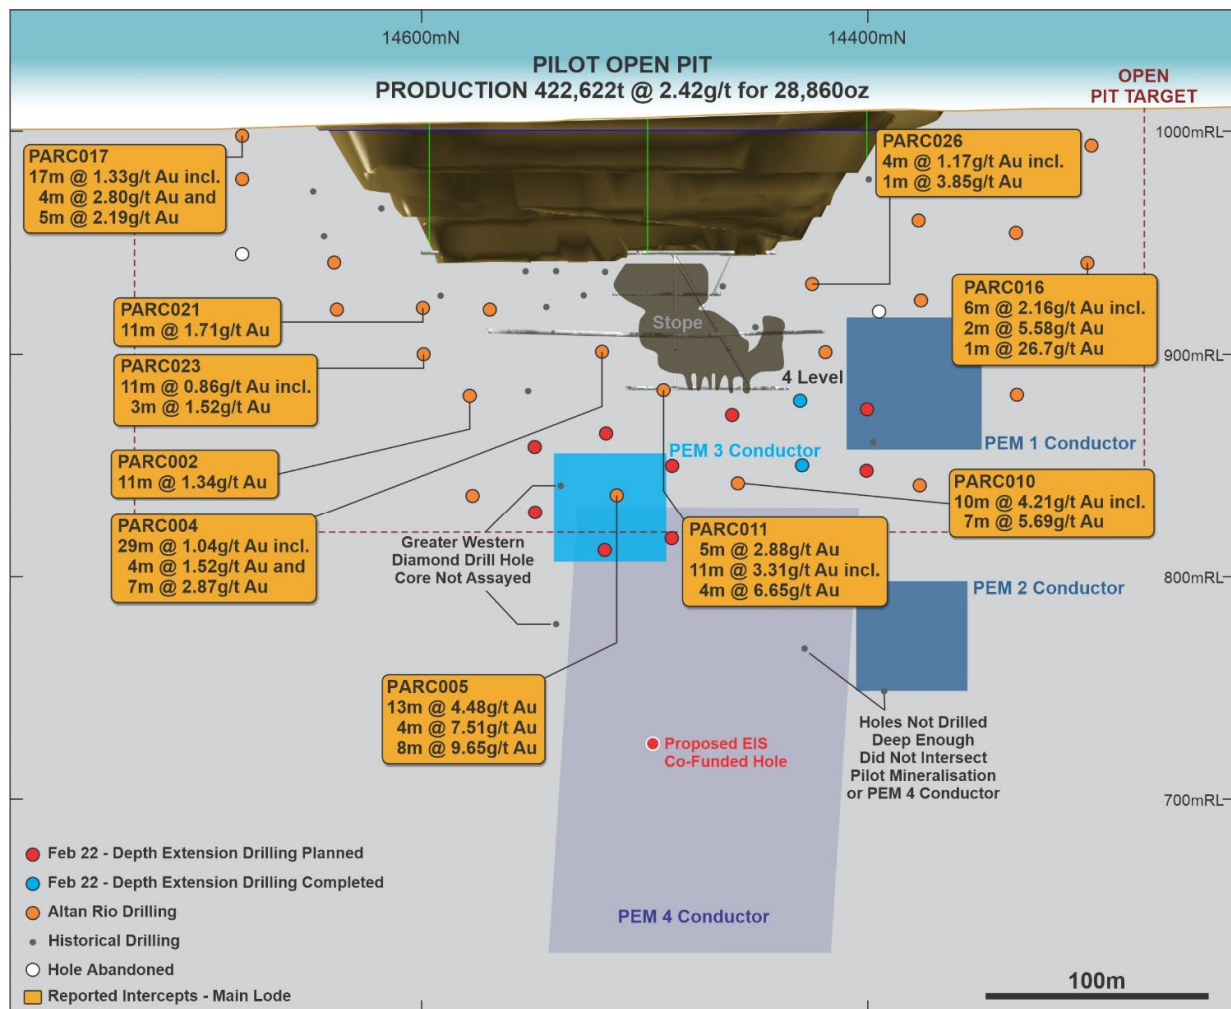 14600mN
14400mN
PILOT OPEN PIT
PRODUCTION 422,622t @ 2.42g/t for 28,860oz
OPEN
PIT TARGET
1000mRL
PARC017
17m @ 1.33g/t Au incl.
4m @ 2.80g/t Au and
5m @ 2.19g/t Au
PARC026
4m @ 1.17g/t Au incl.
1m @ 3.85g/t Au
PARC016
6m @ 2.16g/t Au incl.
2m @ 5.58g/t Au
1m @ 26.7g/t Au
PARC021
11m @ 1.71g/t Au
Stope
900mRL
PARC023
11m @ 0.86g/t Au incl.
3m @ 1.52g/t Au
4 Level
PEM 1 Conductor
PEM 3 Conductor
PARC002
11m @ 1.34g/t Au
PARC010
10m @ 4.21g/t Au incl.
7m @ 5.69g/t Au
PARC004
29m @ 1.04g/t Au incl.
4m @ 1.52g/t Au and
7m @ 2.87g/t Au
Greater Western
Diamond Drill Hole
Core Not Assayed
PARC011
5m @ 2.88g/t Au
11m @ 3.31g/t Au incl.
4m @ 6.65g/t Au
800mRL
PEM 2 Conductor
PARC005
13m @ 4.48g/t Au
4m @ 7.51g/t Au
8m @ 9.65g/t Au
Proposed EIS
Co-Funded Hole
Holes Not Drilled
Deep Enough
Did Not Intersect
Pilot Mineralisation
or PEM 4 Conductor
700mRL
PEM 4 Conductor
Feb 22 - Depth Extension Drilling Planned
Feb 22 - Depth Extension Drilling Completed
Altan Rio Drilling
Historical Drilling
Hole Abandoned
Reported Intercepts - Main Lode
100m